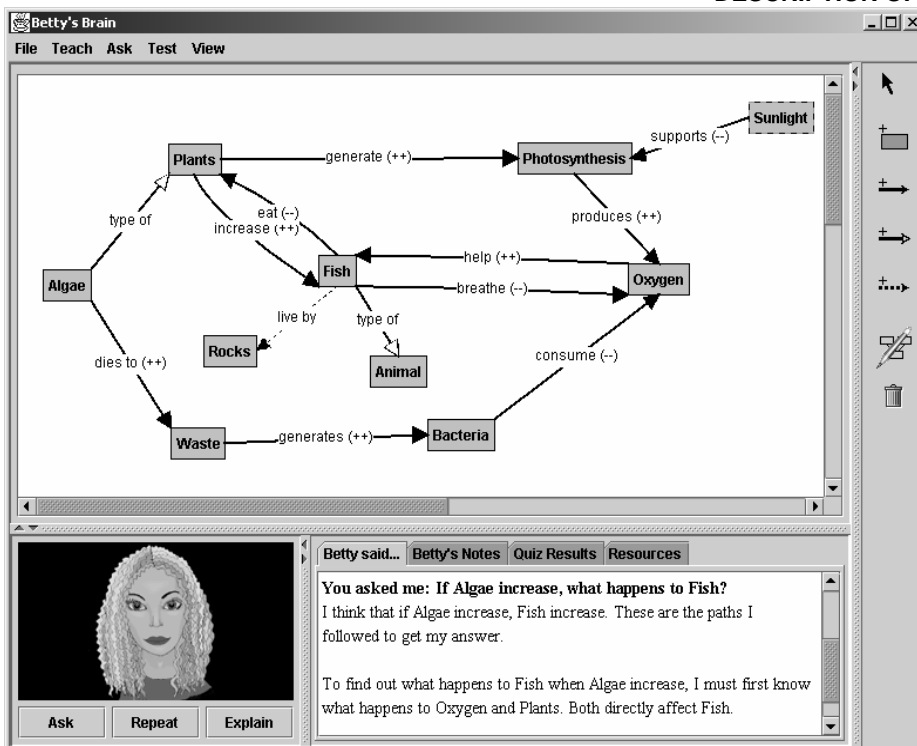 Betty's Brain
File Teach Ask Test View
Sunlight
supports (--)
Plants
generate (++)
Photosynthesis
eat (--)
type of
increase (++)
produces (++)
help (++)
Fish
Oxygen
Algae
breathe (--)
live by
type of
Rocks
consume (--)
dies to (++)
Animal
Waste
generates (++)
Bacteria
Betty said... Betty's Notes Quiz Results Resources
You asked me: If Algae increase, what happens to Fish?
I think that if Algae increase, Fish increase. These are the paths I
followed to get my answer.
To find out what happens to Fish when Algae increase, I must first know
what happens to Oxygen and Plants. Both directly affect Fish.
Ask Repeat Explain